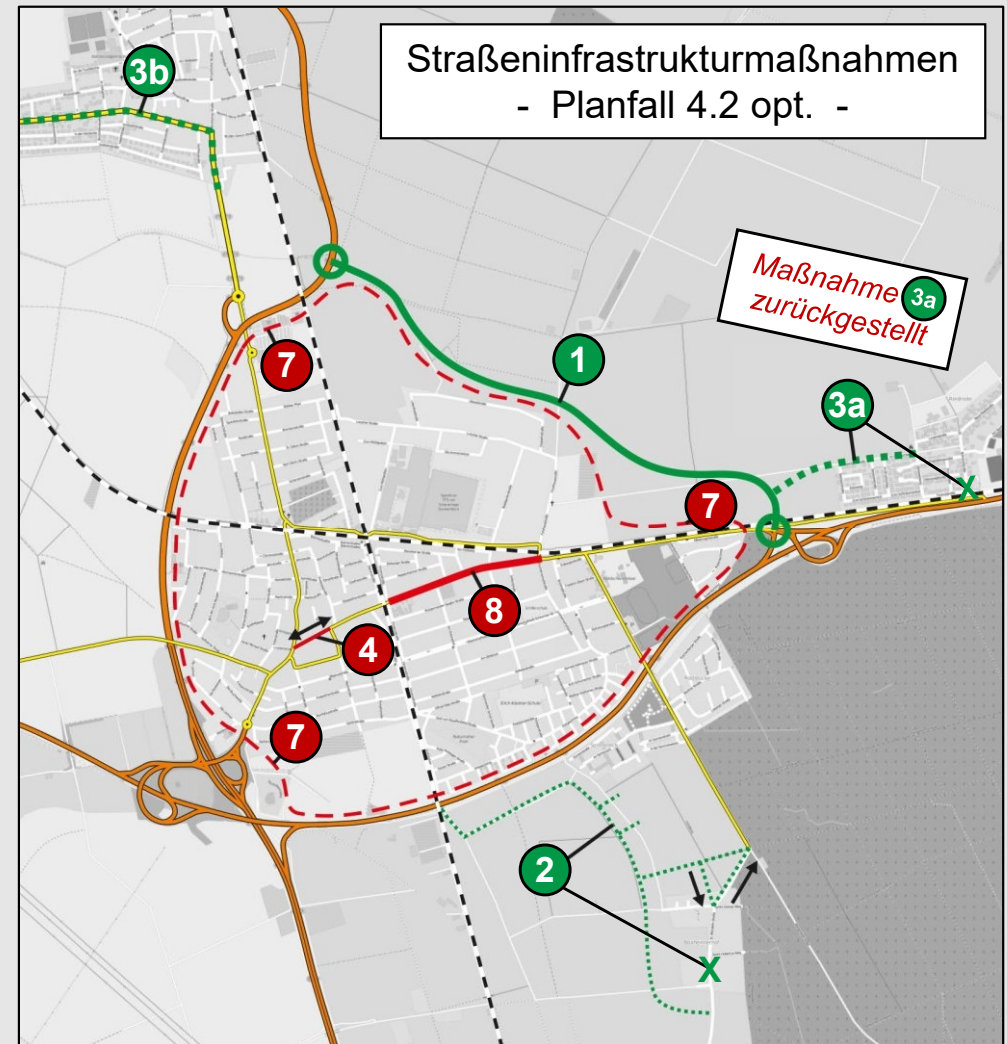 Straßeninfrastrukturmaßnahmen
- Planfall 4.2 opt. -
3b
Maßnahme 3a
zurückgestellt
7
1
3a
X
7
8
4
7
2
X